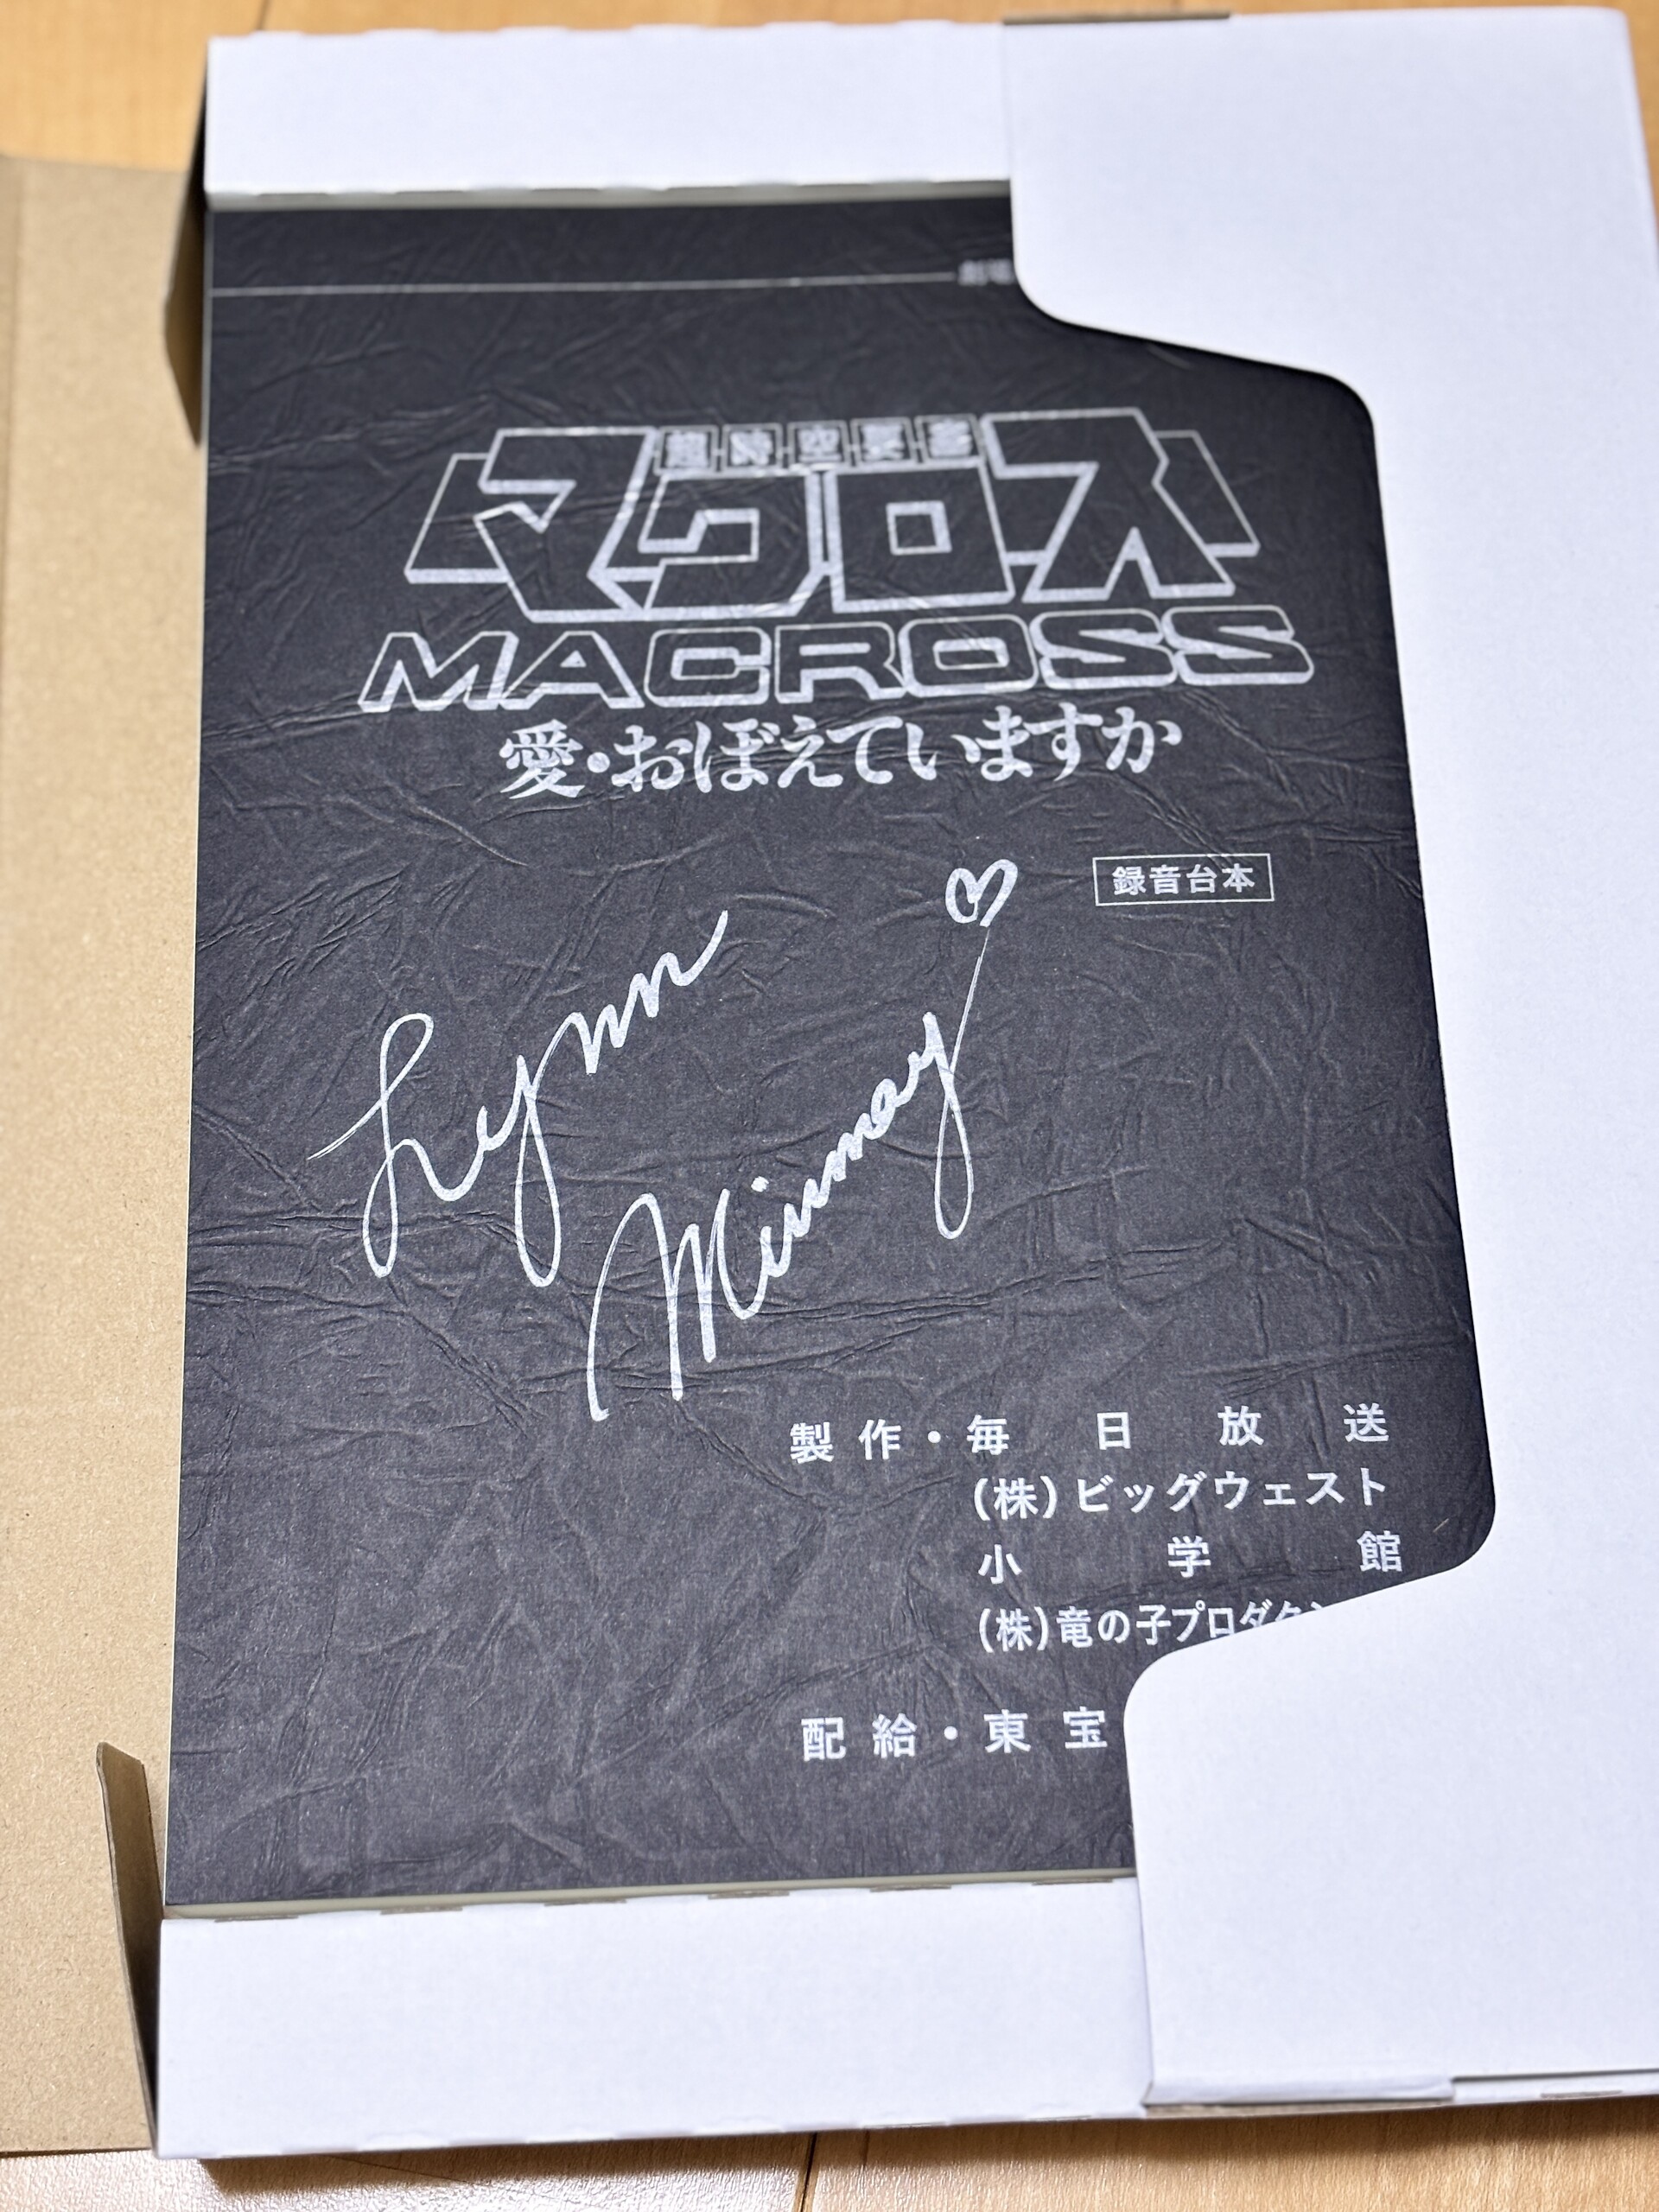 超時空要塞
マクロス
MACROSS
愛・おぼえていますか
録音台本
Lynn
Minmay
製作・毎日放送
(株)ビッグウェスト
小学館
(株)竜の子プロダク
配給・東宝